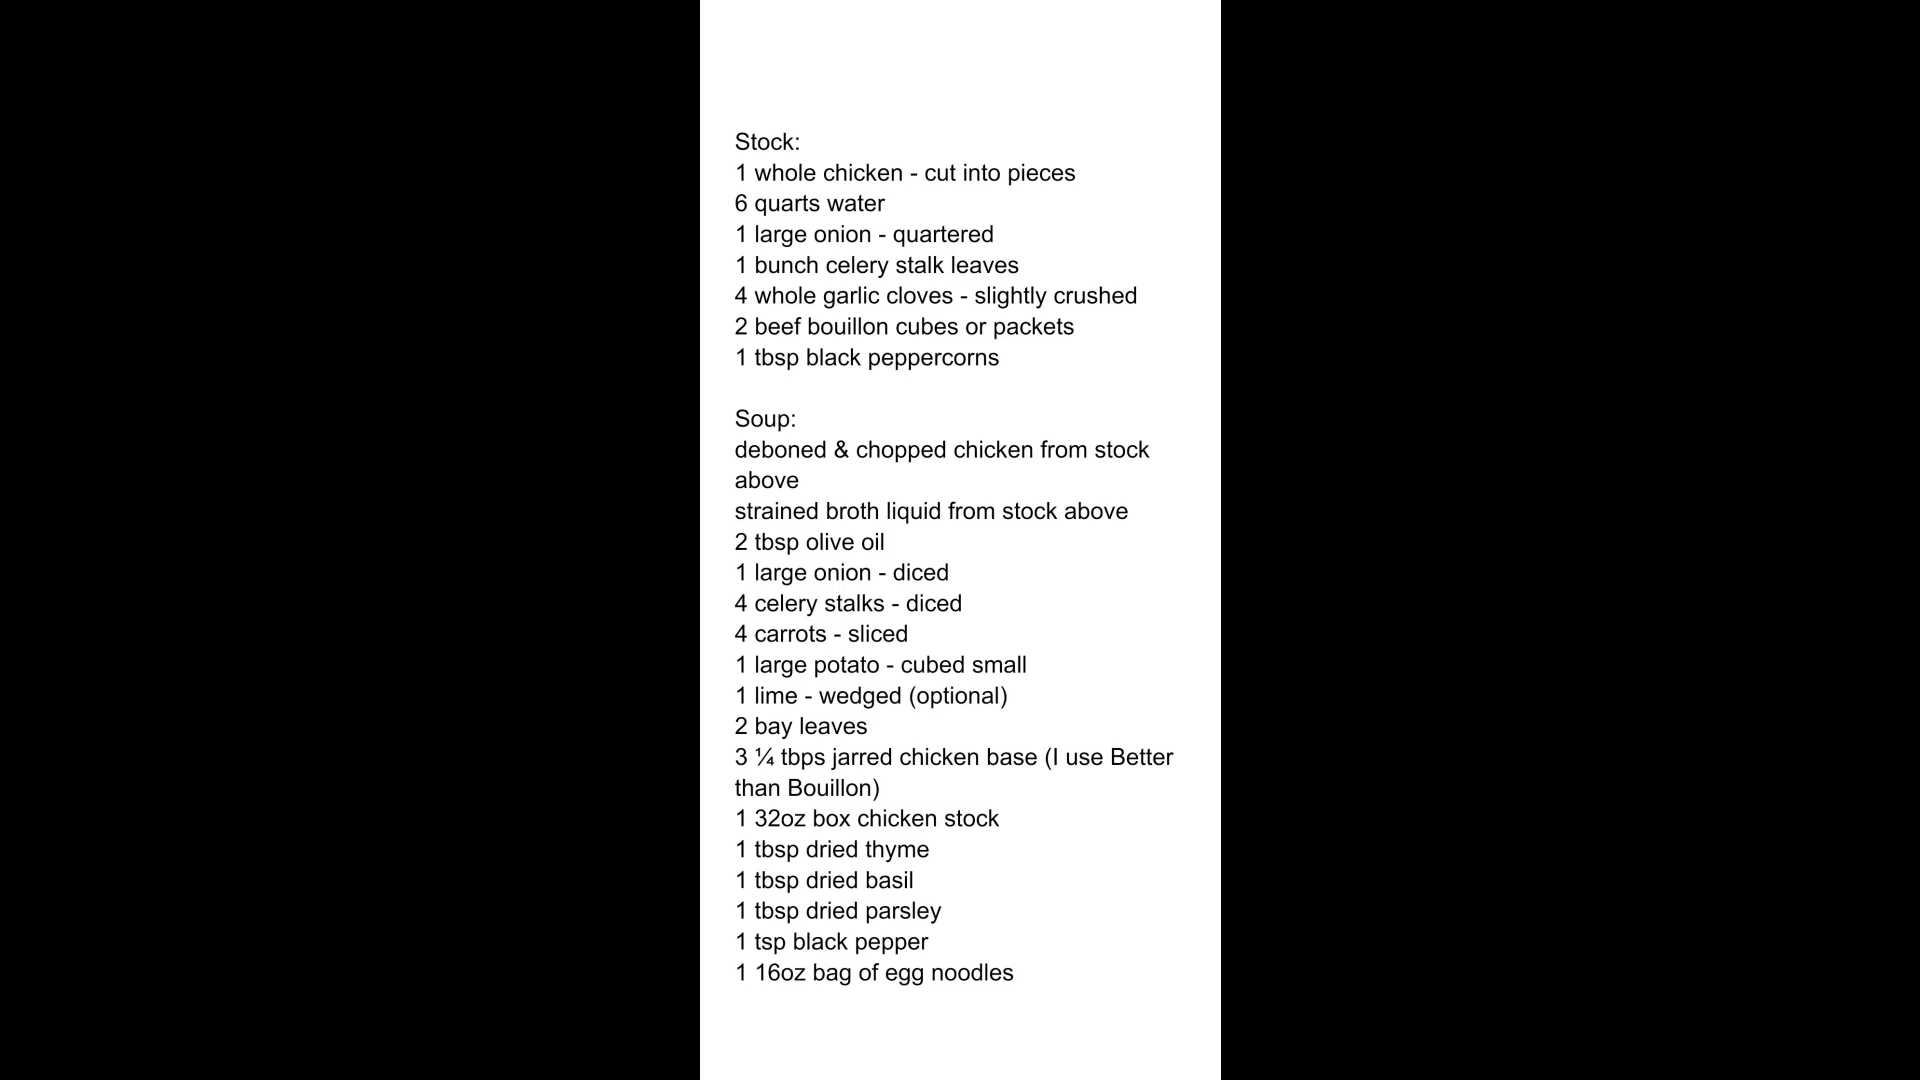 Stock:
1 whole chicken - cut into pieces
6 quarts water
1 large onion - quartered
1 bunch celery stalk leaves
4 whole garlic cloves - slightly crushed
2 beef bouillon cubes or packets
1 tbsp black peppercorns
Soup:
deboned & chopped chicken from stock
above
strained broth liquid from stock above
2 tbsp olive oil
1 large onion - diced
4 celery stalks - diced
4 carrots - sliced
1 large potato - cubed small
1 lime - wedged (optional)
2 bay leaves
3 ¼ tbps jarred chicken base (I use Better
than Bouillon)
1 32oz box chicken stock
1 tbsp dried thyme
1 tbsp dried basil
1 tbsp dried parsley
1 tsp black pepper
1 16oz bag of egg noodles